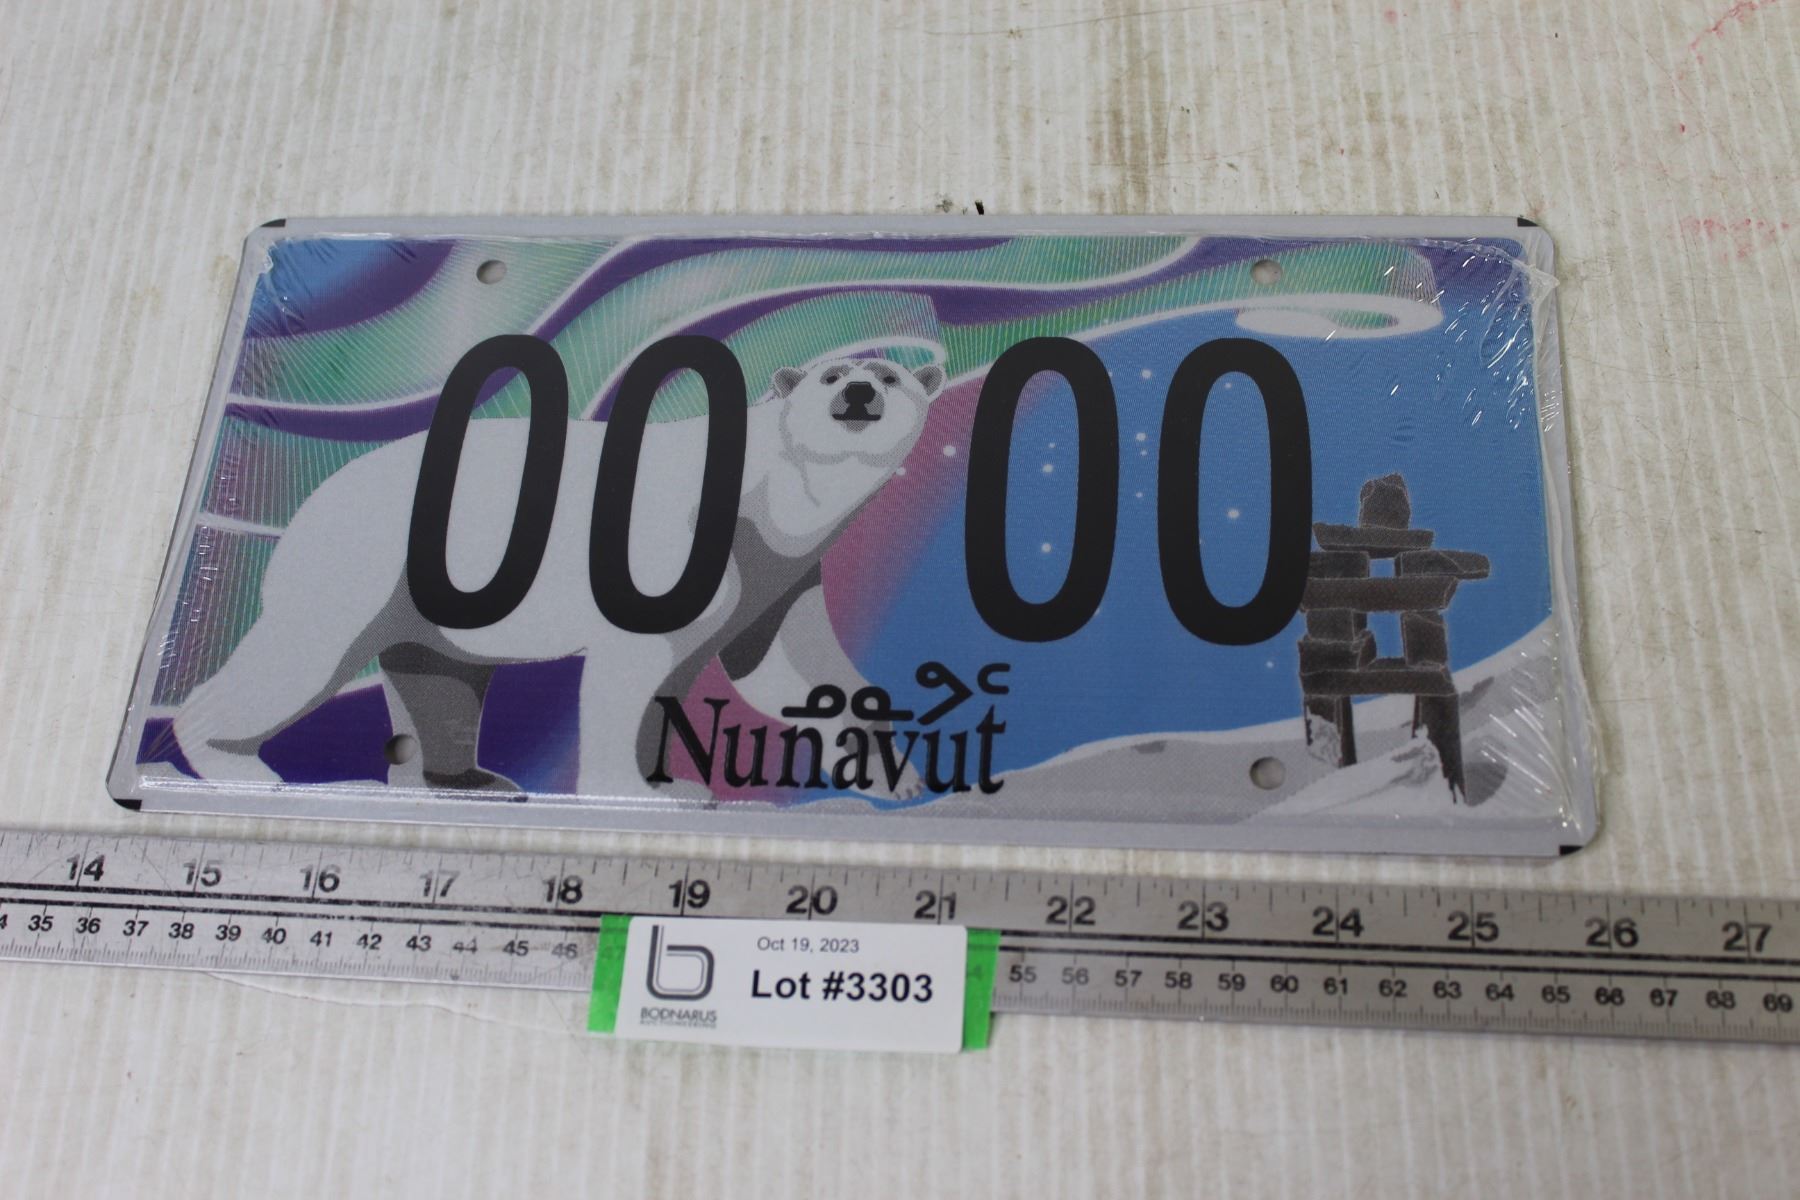 00 00
ᓄᓇᕗᑦ
Nunavut
14 15 16 17 18 19 20 21 22 23 24 25 26 27
35 36 37 38 39 40 41 42 43 44 45 46 55 56 57 58 59 60 61 62 63 64 65 66 67 68 69
Oct 19, 2023
Lot #3303
BODNARUS
AUCTIONEERING